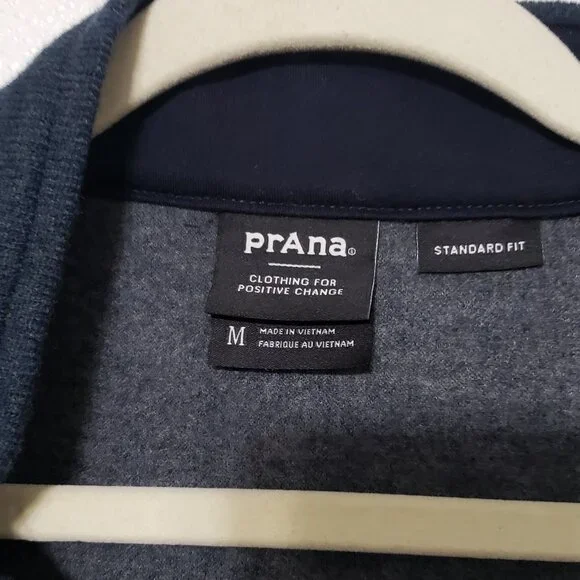 prAna
CLOTHING FOR
POSITIVE CHANGE
M
MADE IN VIETNAM
FABRIQUE AU VIETNAM
STANDARD FIT